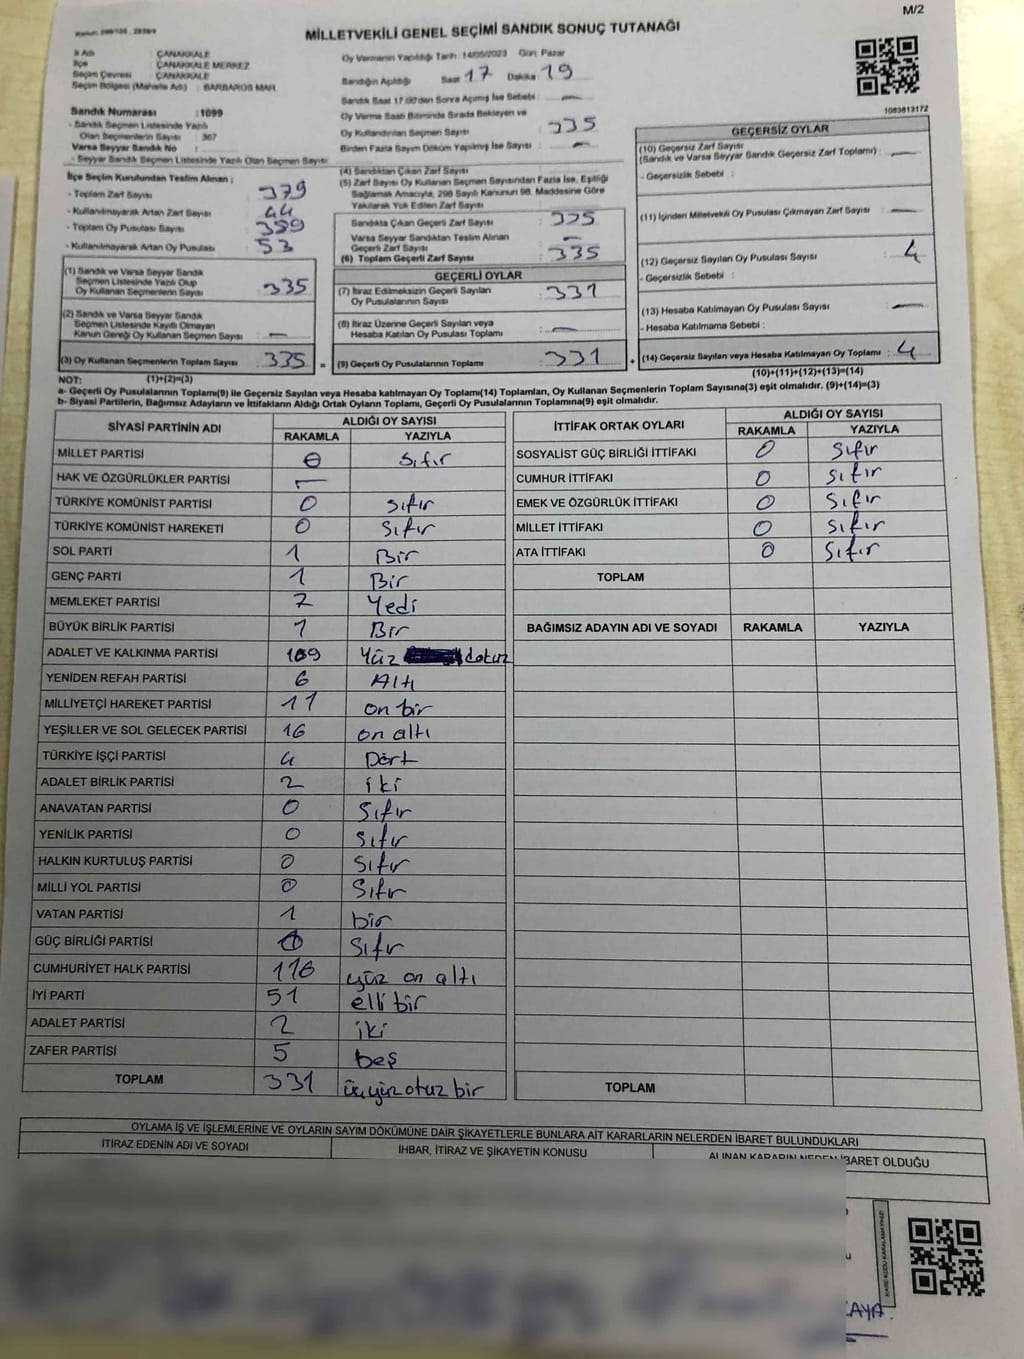 M/2
MİLLETVEKİLİ GENEL SEÇİMİ SANDIK SONUÇ TUTANAĞI
İl Adı : ÇANAKKALE
İlçe : ÇANAKKALE MERKEZ
Seçim Çevresi : ÇANAKKALE
Seçim Bölgesi (Mahalle Adı) : BARBAROS MAH.
Sandık Numarası : 1099
- Sandık Seçmen Listesinde Yazılı
Olan Seçmenlerin Sayısı : 367
Varsa Seyyar Sandık No :
- Seyyar Sandık Seçmen Listesinde Yazılı Olan Seçmen Sayısı :
Oy Vermenin Yapıldığı Tarih : 14/05/2023 Gün: Pazar
Sandığın Açıldığı Saat 17 Dakika 19
Sandık Saat 17:00'den Sonra Açılmış İse Sebebi : —
Oy Verme Saati Bitiminde Sırada Bekleyen ve
Oy Kullandırılan Seçmen Sayısı : 335
Birden Fazla Sayım Döküm Yapılmış İse Sayısı : —
1083813172
İlçe Seçim Kurulundan Teslim Alınan ;
- Toplam Zarf Sayısı : 379
- Kullanılmayarak Artan Zarf Sayısı : 44
- Toplam Oy Pusulası : 389
- Kullanılmayarak Artan Oy Pusulası : 53
(1) Sandık ve Varsa Seyyar Sandık
Seçmen Listesinde Yazılı Olup
Oy Kullanan Seçmenlerin Sayısı : 335
(2) Sandık ve Varsa Seyyar Sandık
Seçmen Listesinde Kayıtlı Olmayan
Kanun Gereği Oy Kullanan Seçmen Sayısı : —
(3) Oy Kullanan Seçmenlerin Toplam Sayısı : 335 =
(1)+(2)=(3)
(4) Sandıktan Çıkan Zarf Sayısı
(5) Zarf Sayısı Oy Kullanan Seçmen Sayısından Fazla İse, Eşitliği
Sağlamak Amacıyla, 298 Sayılı Kanunun 98. Maddesine Göre
Yakılarak Yok Edilen Zarf Sayısı
Sandıkta Çıkan Geçerli Zarf Sayısı : 335
Varsa Seyyar Sandıktan Teslim Alınan
Geçerli Zarf Sayısı : —
(6) Toplam Geçerli Zarf Sayısı : 335
GEÇERLİ OYLAR
(7) İtiraz Edilmeksizin Geçerli Sayılan
Oy Pusulalarının Sayısı : 331
(8) İtiraz Üzerine Geçerli Sayılan veya
Hesaba Katılan Oy Pusulası Toplamı : —
(9) Geçerli Oy Pusulalarının Toplamı : 331 +
GEÇERSİZ OYLAR
(10) Geçersiz Zarf Sayısı
(Sandık ve Varsa Seyyar Sandık Geçersiz Zarf Toplamı) : —
- Geçersizlik Sebebi :
(11) İçinden Milletvekili Oy Pusulası Çıkmayan Zarf Sayısı : —
(12) Geçersiz Sayılan Oy Pusulası Sayısı : 4
- Geçersizlik Sebebi :
(13) Hesaba Katılmayan Oy Pusulası Sayısı : —
- Hesaba Katılmama Sebebi :
(14) Geçersiz Sayılan veya Hesaba Katılmayan Oy Toplamı : 4
(10)+(11)+(12)+(13)=(14)
NOT:
a- Geçerli Oy Pusulalarının Toplamı(9) ile Geçersiz Sayılan veya Hesaba katılmayan Oy Toplamı(14) Toplamları, Oy Kullanan Seçmenlerin Toplam Sayısına(3) eşit olmalıdır. (9)+(14)=(3)
b- Siyasi Partilerin, Bağımsız Adayların ve İttifakların Aldığı Ortak Oyların Toplamı, Geçerli Oy Pusulalarının Toplamına(9) eşit olmalıdır.
SİYASİ PARTİNİN ADI ALDIĞI OY SAYISI
RAKAMLA YAZIYLA
MİLLET PARTİSİ 0 Sıfır
HAK VE ÖZGÜRLÜKLER PARTİSİ —
TÜRKİYE KOMÜNİST PARTİSİ 0 Sıfır
TÜRKİYE KOMÜNİST HAREKETİ 0 Sıfır
SOL PARTİ 1 Bir
GENÇ PARTİ 1 Bir
MEMLEKET PARTİSİ 7 Yedi
BÜYÜK BİRLİK PARTİSİ 1 Bir
ADALET VE KALKINMA PARTİSİ 109 Yüz dokuz
YENİDEN REFAH PARTİSİ 6 Altı
MİLLİYETÇİ HAREKET PARTİSİ 11 on bir
YEŞİLLER VE SOL GELECEK PARTİSİ 16 on altı
TÜRKİYE İŞÇİ PARTİSİ 4 Dört
ADALET BİRLİK PARTİSİ 2 iki
ANAVATAN PARTİSİ 0 Sıfır
YENİLİK PARTİSİ 0 Sıfır
HALKIN KURTULUŞ PARTİSİ 0 Sıfır
MİLLİ YOL PARTİSİ 0 Sıfır
VATAN PARTİSİ 1 bir
GÜÇ BİRLİĞİ PARTİSİ 0 Sıfır
CUMHURİYET HALK PARTİSİ 116 yüz on altı
İYİ PARTİ 51 elli bir
ADALET PARTİSİ 2 iki
ZAFER PARTİSİ 5 beş
TOPLAM 331 üçyüz otuz bir
İTTİFAK ORTAK OYLARI ALDIĞI OY SAYISI
RAKAMLA YAZIYLA
SOSYALİST GÜÇ BİRLİĞİ İTTİFAKI 0 Sıfır
CUMHUR İTTİFAKI 0 Sıfır
EMEK VE ÖZGÜRLÜK İTTİFAKI 0 Sıfır
MİLLET İTTİFAKI 0 Sıfır
ATA İTTİFAKI 0 Sıfır
TOPLAM
BAĞIMSIZ ADAYIN ADI VE SOYADI RAKAMLA YAZIYLA
TOPLAM
OYLAMA İŞ VE İŞLEMLERİNE VE OYLARIN SAYIM DÖKÜMÜNE DAİR ŞİKAYETLERLE BUNLARA AİT KARARLARIN NELERDEN İBARET BULUNDUKLARI
İTİRAZ EDENİN ADI VE SOYADI İHBAR, İTİRAZ VE ŞİKAYETİN KONUSU ALINAN KARARIN NEDEN İBARET OLDUĞU
KAYA